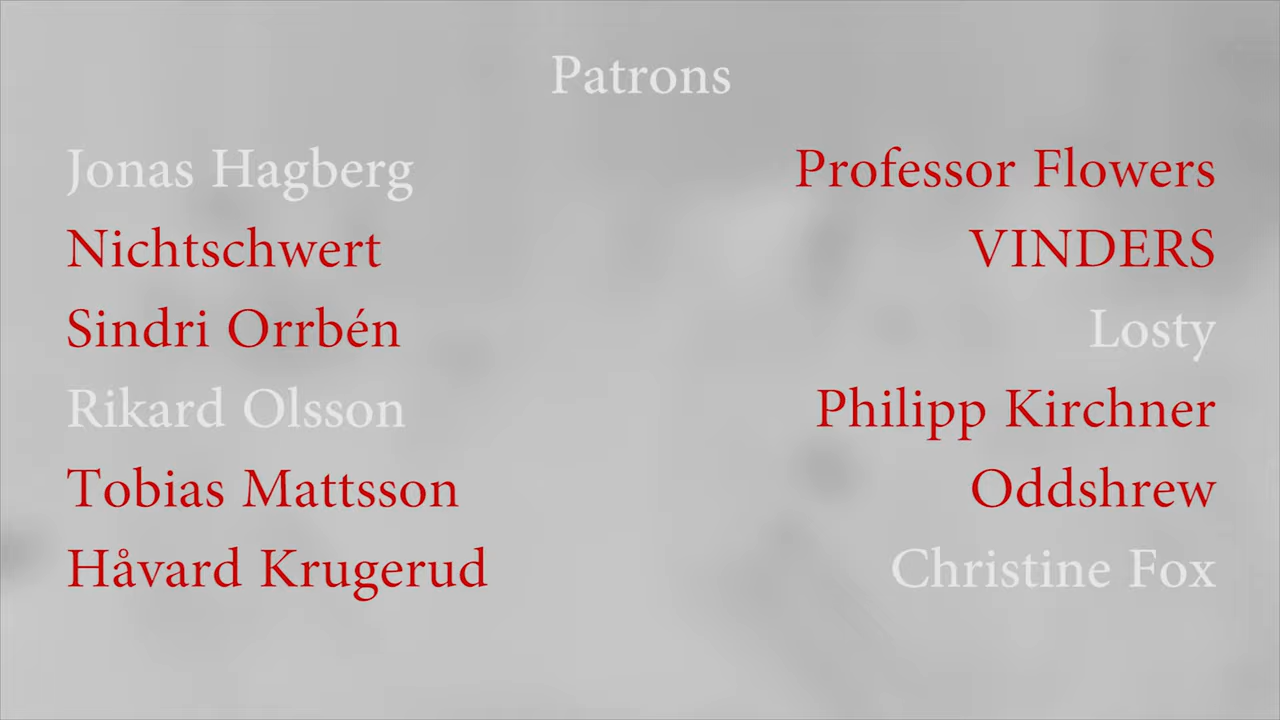 Patrons
Jonas Hagberg
Nichtschwert
Sindri Orrbén
Rikard Olsson
Tobias Mattsson
Håvard Krugerud
Professor Flowers
VINDERS
Losty
Philipp Kirchner
Oddshrew
Christine Fox